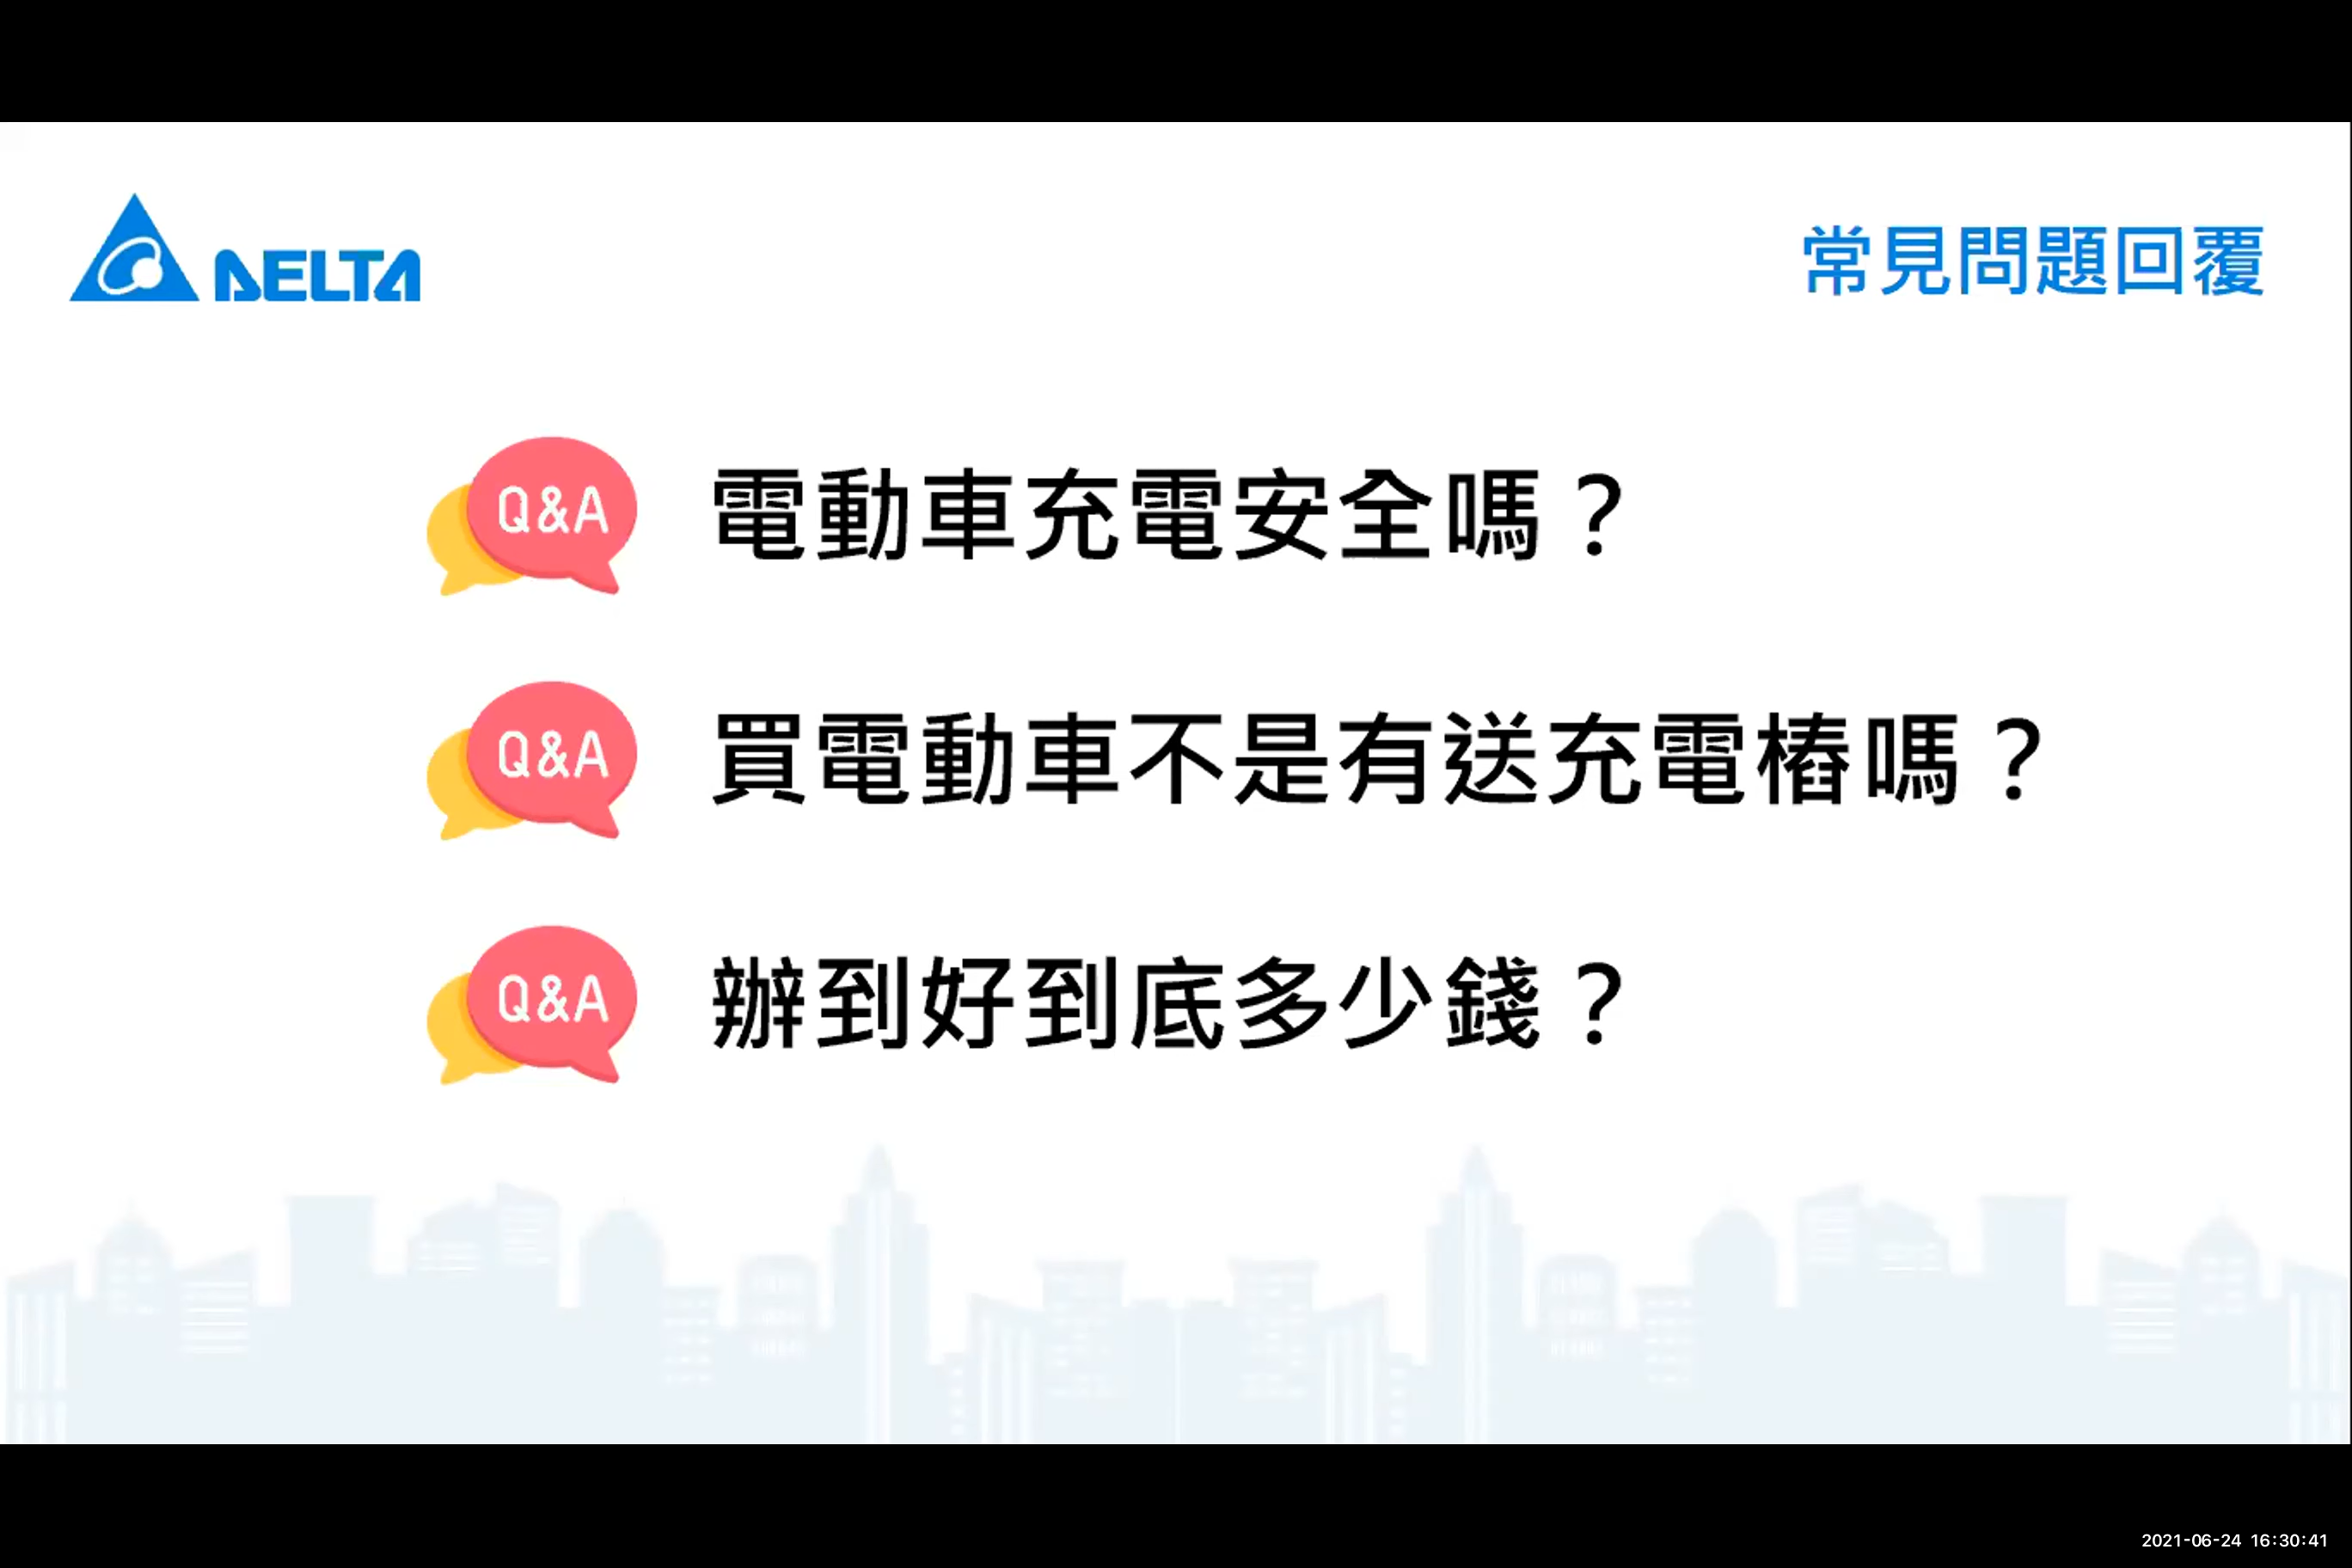 DELTA
常見問題回覆
Q&A 電動車充電安全嗎？
Q&A 買電動車不是有送充電樁嗎？
Q&A 辦到好到底多少錢？
2021-06-24 16:30:41